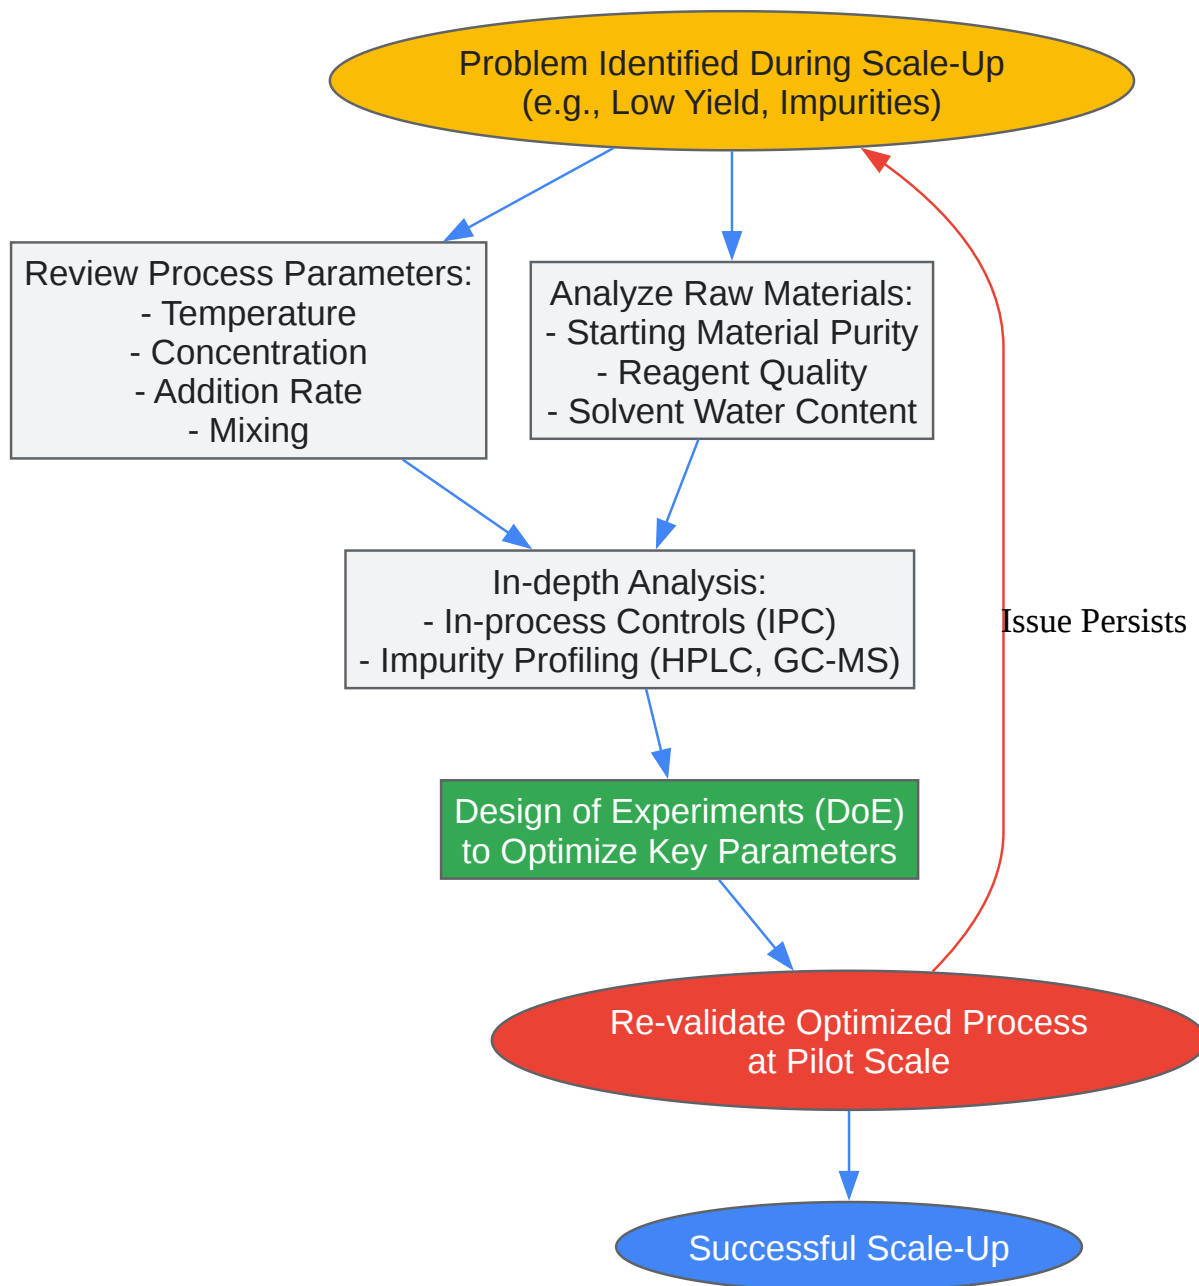 Problem Identified During Scale-Up
(e.g., Low Yield, Impurities)
Review Process Parameters:
- Temperature
- Concentration
- Addition Rate
- Mixing
Analyze Raw Materials:
- Starting Material Purity
- Reagent Quality
- Solvent Water Content
In-depth Analysis:
- In-process Controls (IPC)
- Impurity Profiling (HPLC, GC-MS)
Issue Persists
Design of Experiments (DoE)
to Optimize Key Parameters
Re-validate Optimized Process
at Pilot Scale
Successful Scale-Up